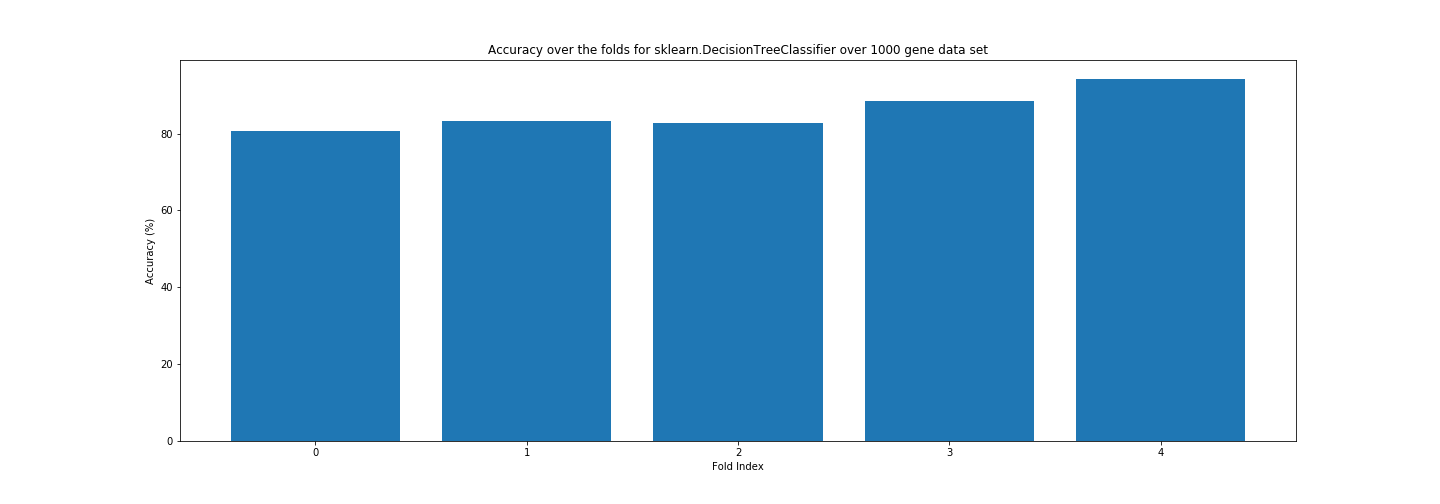 Accuracy over the folds for sklearn.DecisionTreeClassifier over 1000 gene data set
Accuracy (%)
80
60
40
20
0
0 1 2 3 4
Fold Index